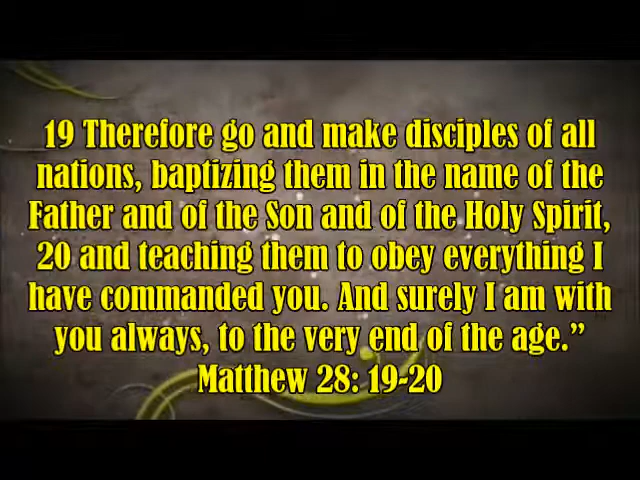 19 Therefore go and make disciples of all
nations, baptizing them in the name of the
Father and of the Son and of the Holy Spirit,
20 and teaching them to obey everything I
have commanded you. And surely I am with
you always, to the very end of the age.”
Matthew 28: 19-20